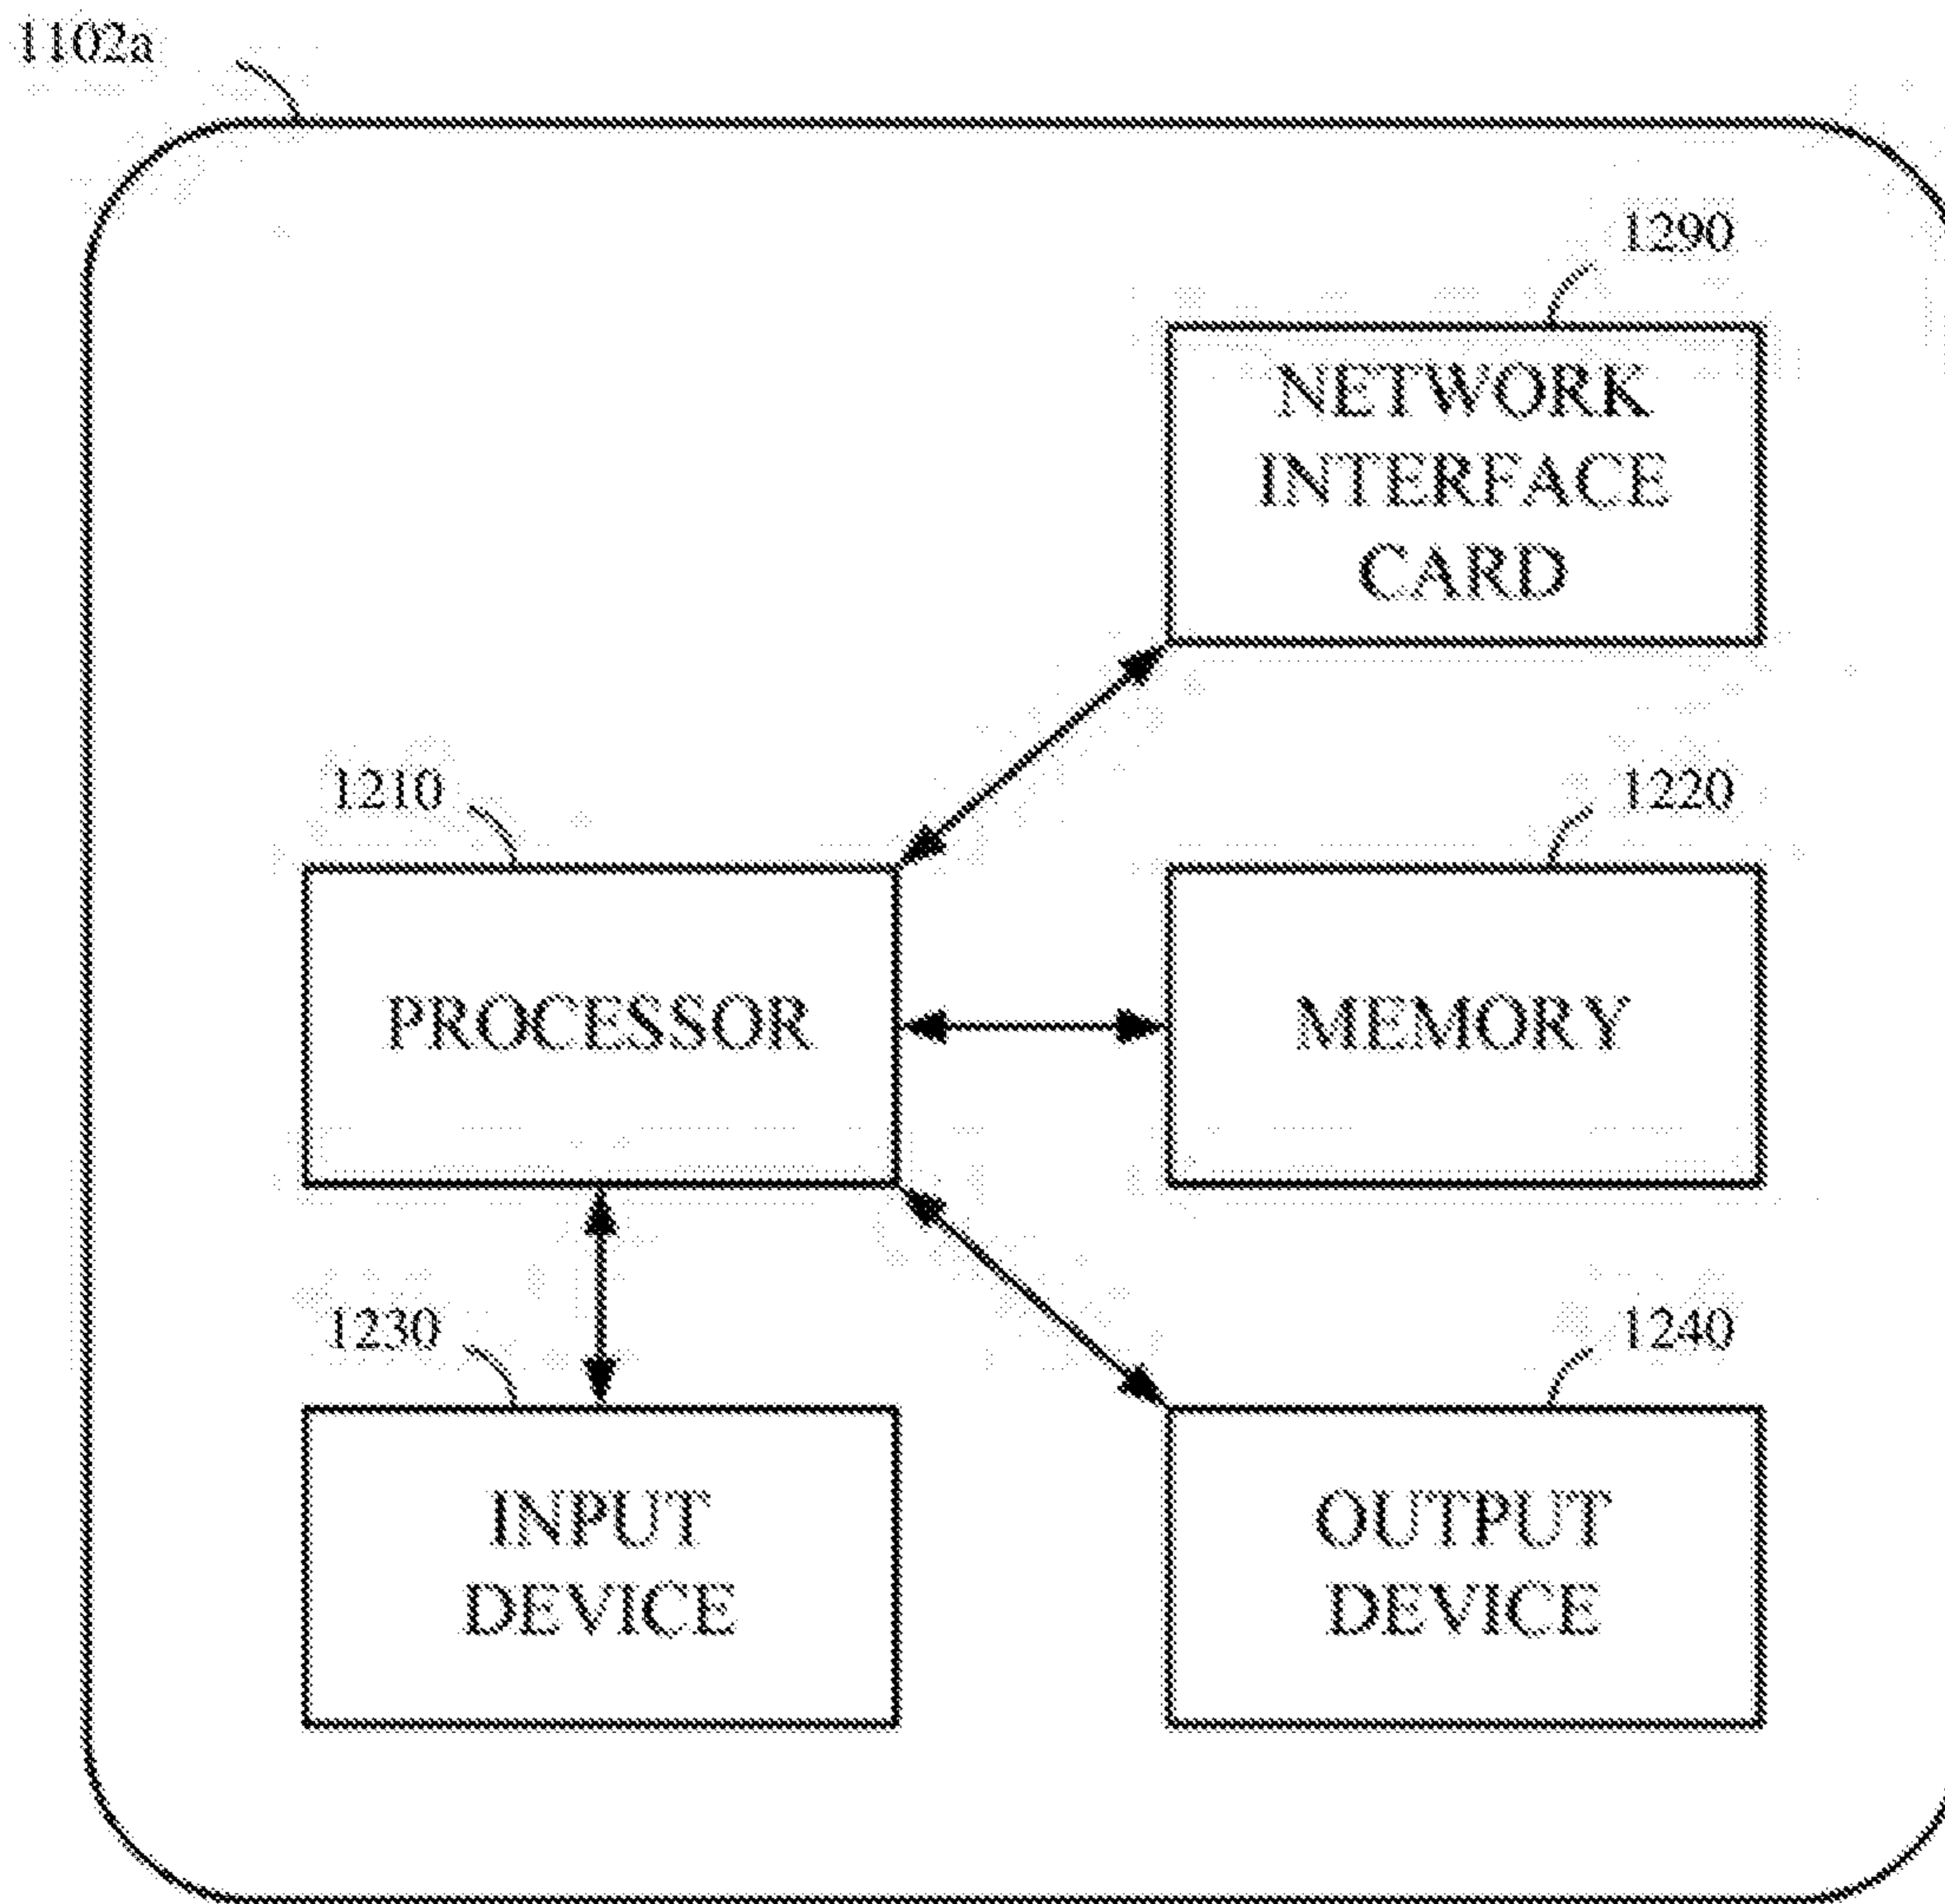 1102a
1290
NETWORK
INTERFACE
CARD
1210
1220
PROCESSOR
MEMORY
1230
1240
INPUT
DEVICE
OUTPUT
DEVICE